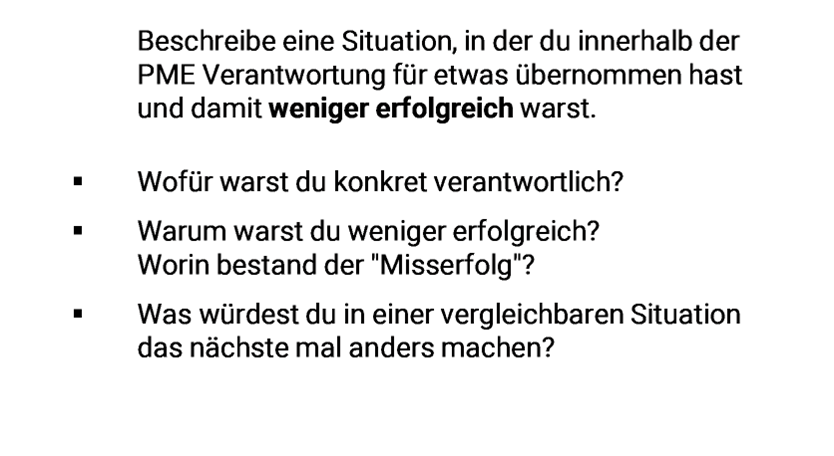 Beschreibe eine Situation, in der du innerhalb der
PME Verantwortung für etwas übernommen hast
und damit weniger erfolgreich warst.
▪ Wofür warst du konkret verantwortlich?
▪ Warum warst du weniger erfolgreich?
Worin bestand der "Misserfolg"?
▪ Was würdest du in einer vergleichbaren Situation
das nächste mal anders machen?